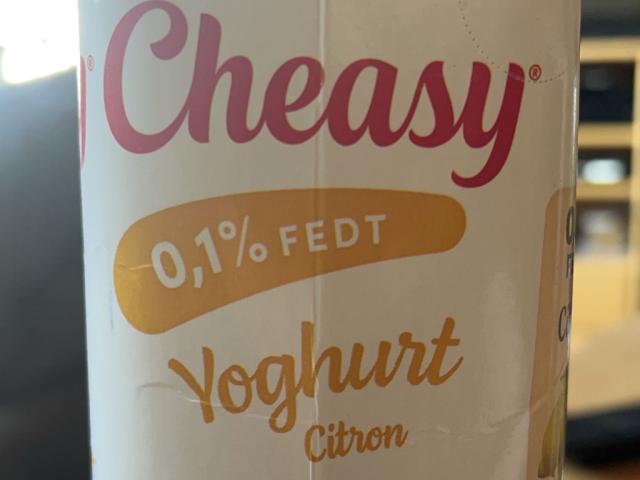 Cheasy®
0,1% FEDT
Yoghurt
Citron